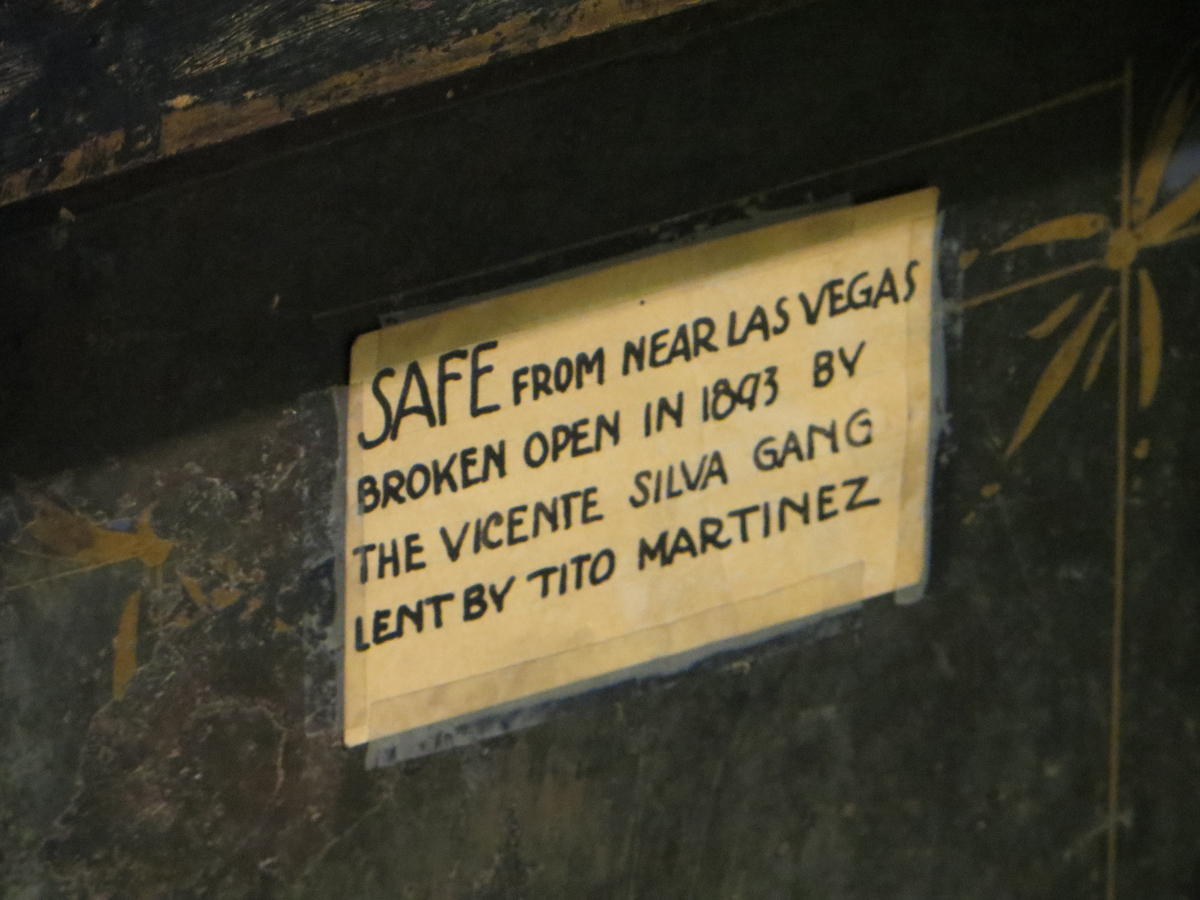 SAFE FROM NEAR LAS VEGAS
BROKEN OPEN IN 1893 BY
THE VICENTE SILVA GANG
LENT BY TITO MARTINEZ